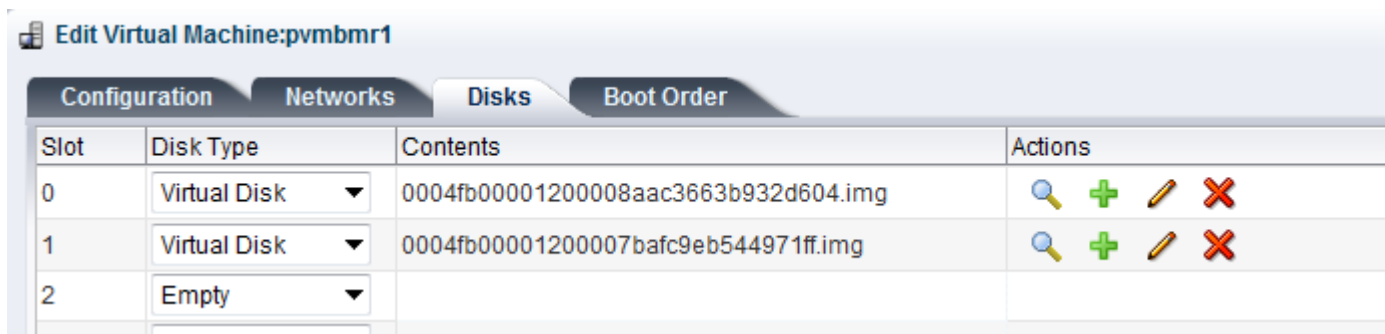 Edit Virtual Machine:pvmbmr1
Configuration Networks Disks Boot Order
Slot Disk Type Contents Actions
0 Virtual Disk 0004fb00001200008aac3663b932d604.img
1 Virtual Disk 0004fb00001200007bafc9eb544971ff.img
2 Empty